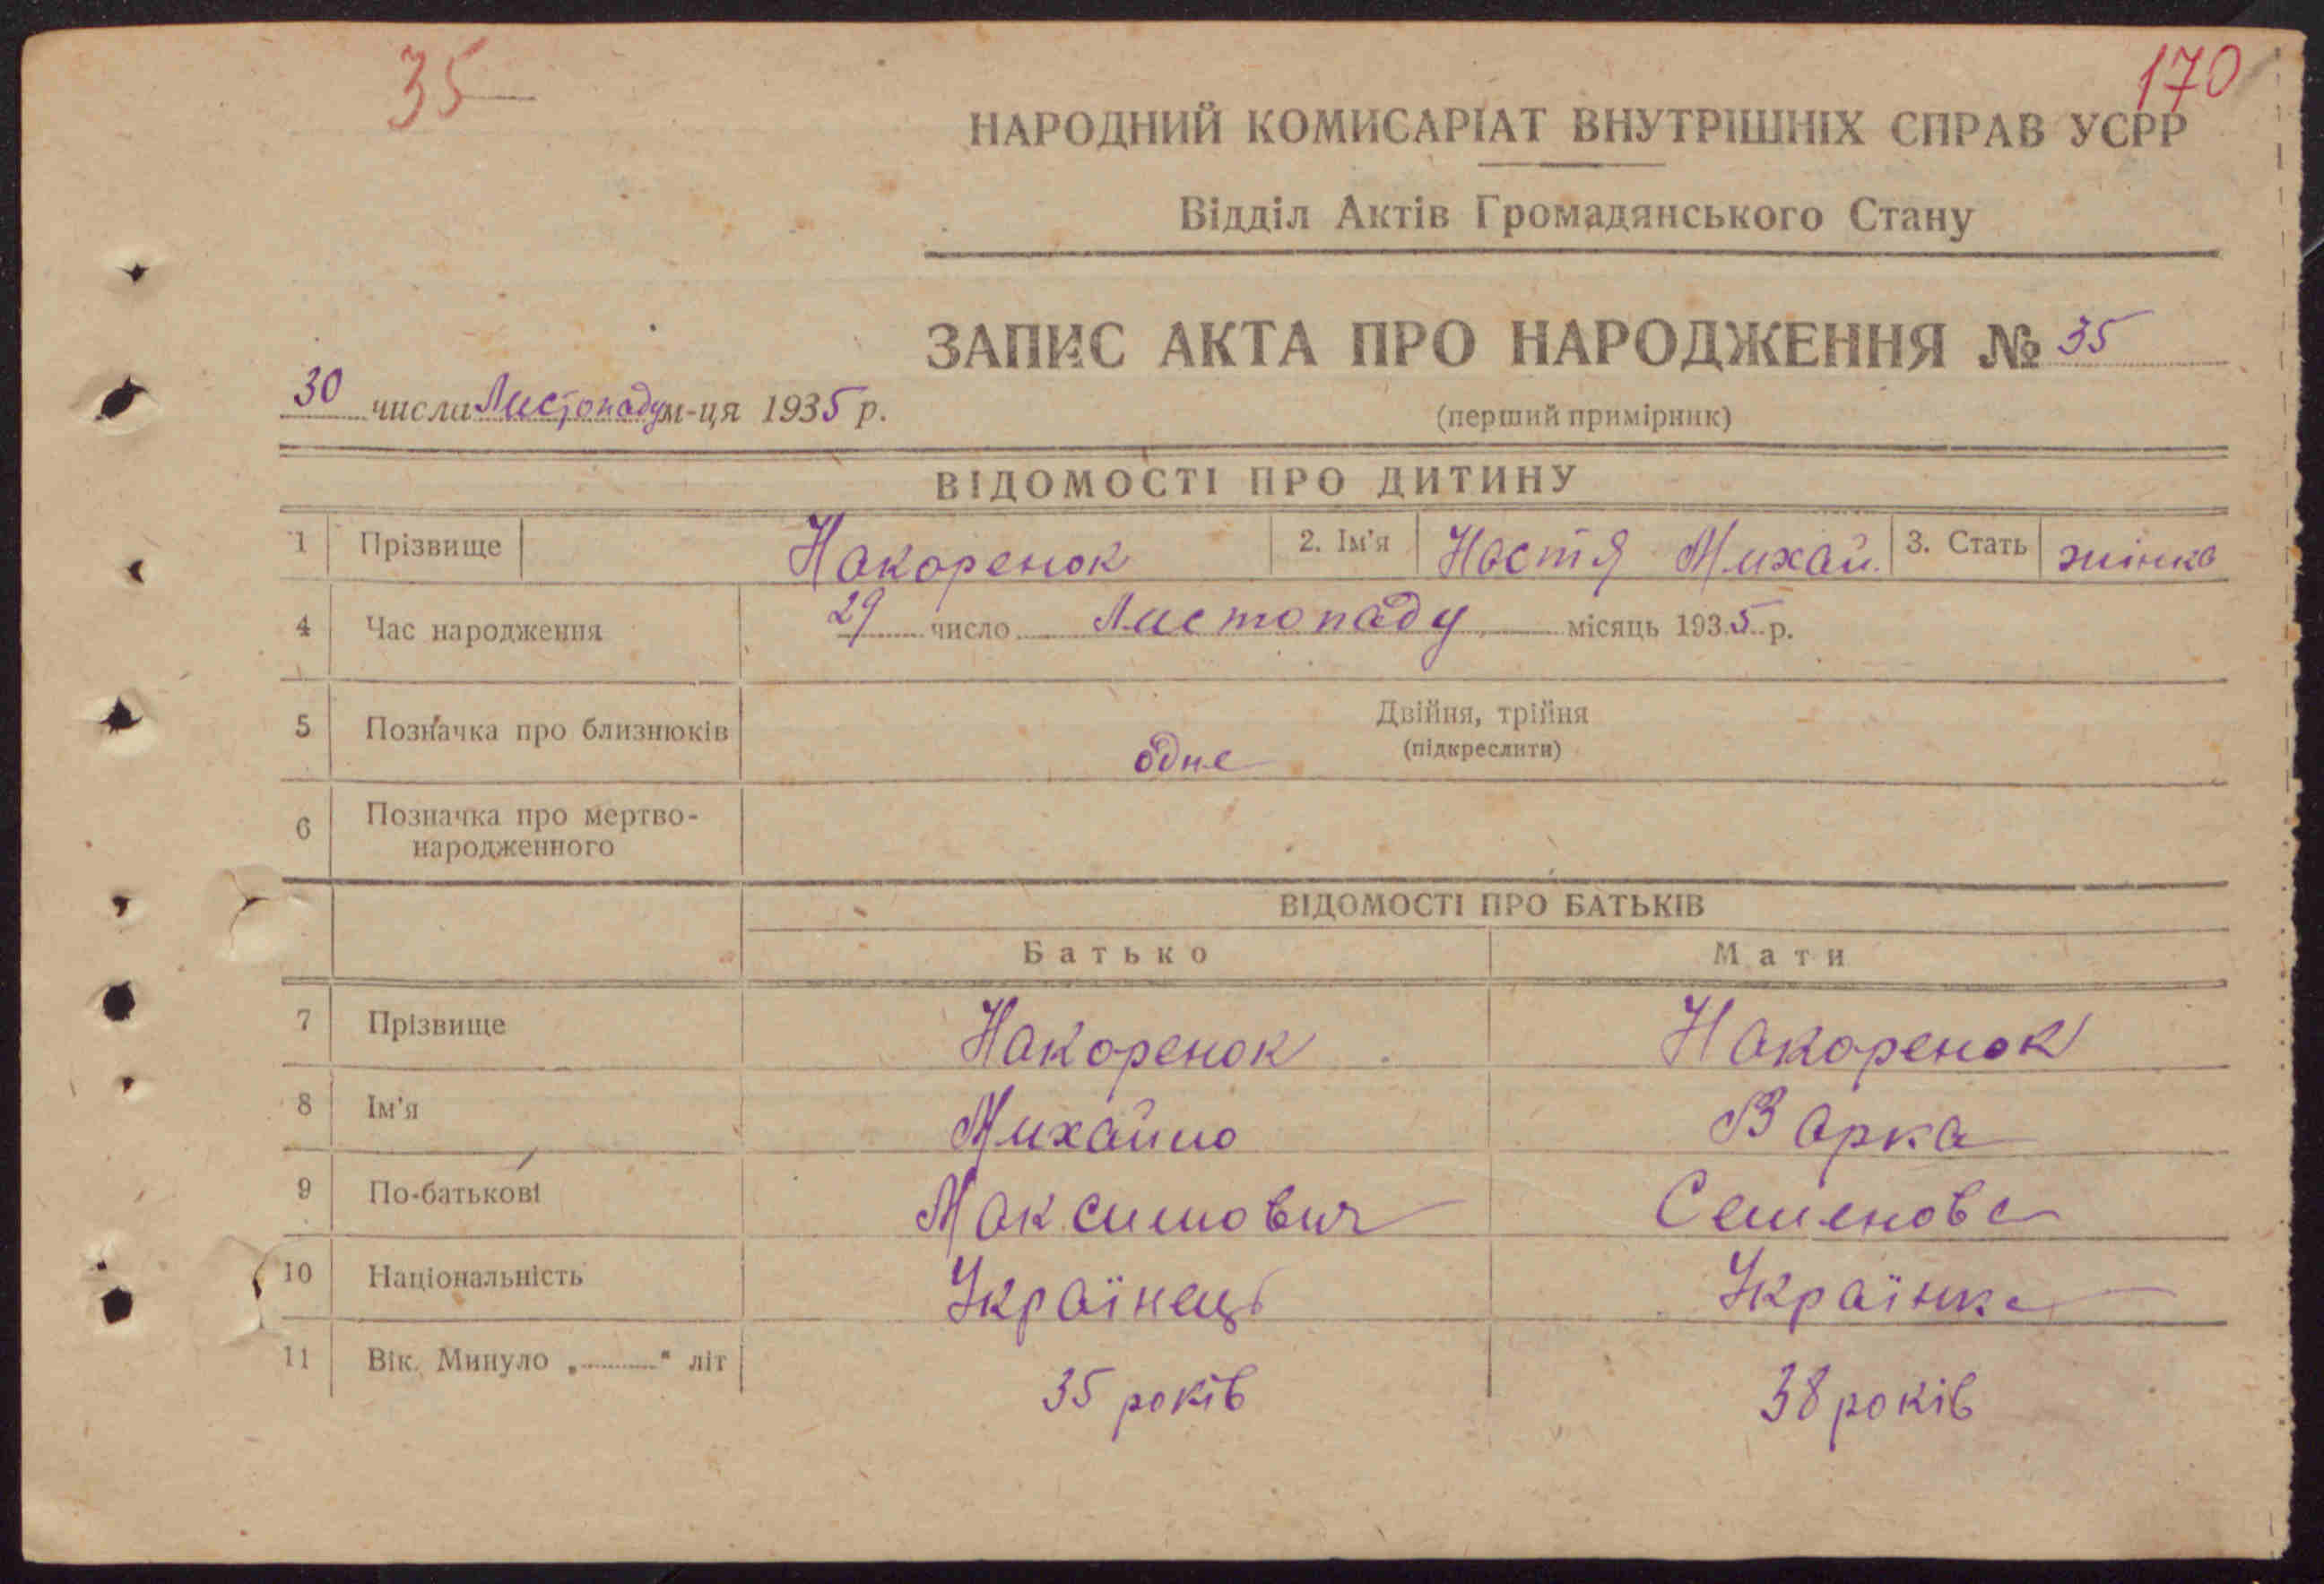 35
170
НАРОДНИЙ КОМИСАРІАТ ВНУТРІШНІХ СПРАВ УСРР
Відділ Актів Громадянського Стану
ЗАПИС АКТА ПРО НАРОДЖЕННЯ № 35
30 числа Листопаду м-ця 1935 р.
(перший примірник)
ВІДОМОСТІ ПРО ДИТИНУ
1 Прізвище Накоренок 2. Ім'я Настя Михай. 3. Стать жінка
4 Час народження 29 число Листопаду місяць 1935 р.
5 Позначка про близнюків одне Двійня, трійня
(підкреслити)
6 Позначка про мертво-
народженного
ВІДОМОСТІ ПРО БАТЬКІВ
Батько Мати
7 Прізвище Накоренок Накоренок
8 Ім'я Михайло Варка
9 По-батькові Максимович Семенова
10 Національність Українець Українка
11 Вік. Минуло „ ........ “ літ 35 років 38 років